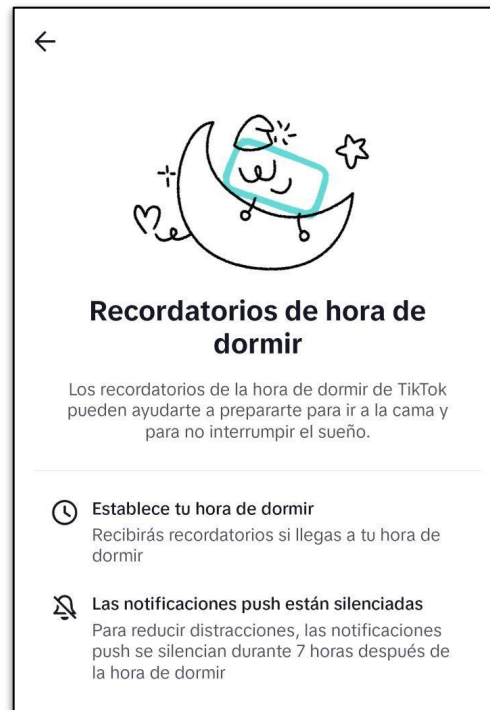 Recordatorios de hora de
dormir
Los recordatorios de la hora de dormir de TikTok
pueden ayudarte a prepararte para ir a la cama y
para no interrumpir el sueño.
Establece tu hora de dormir
Recibirás recordatorios si llegas a tu hora de
dormir
Las notificaciones push están silenciadas
Para reducir distracciones, las notificaciones
push se silencian durante 7 horas después de
la hora de dormir